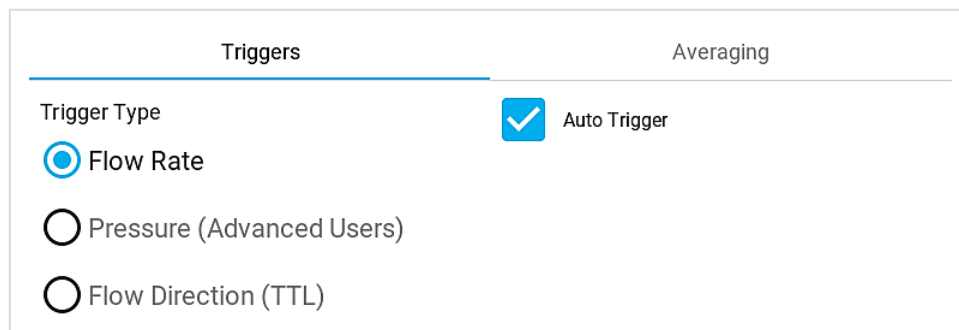 Triggers
Averaging
Trigger Type
Auto Trigger
Flow Rate
Pressure (Advanced Users)
Flow Direction (TTL)